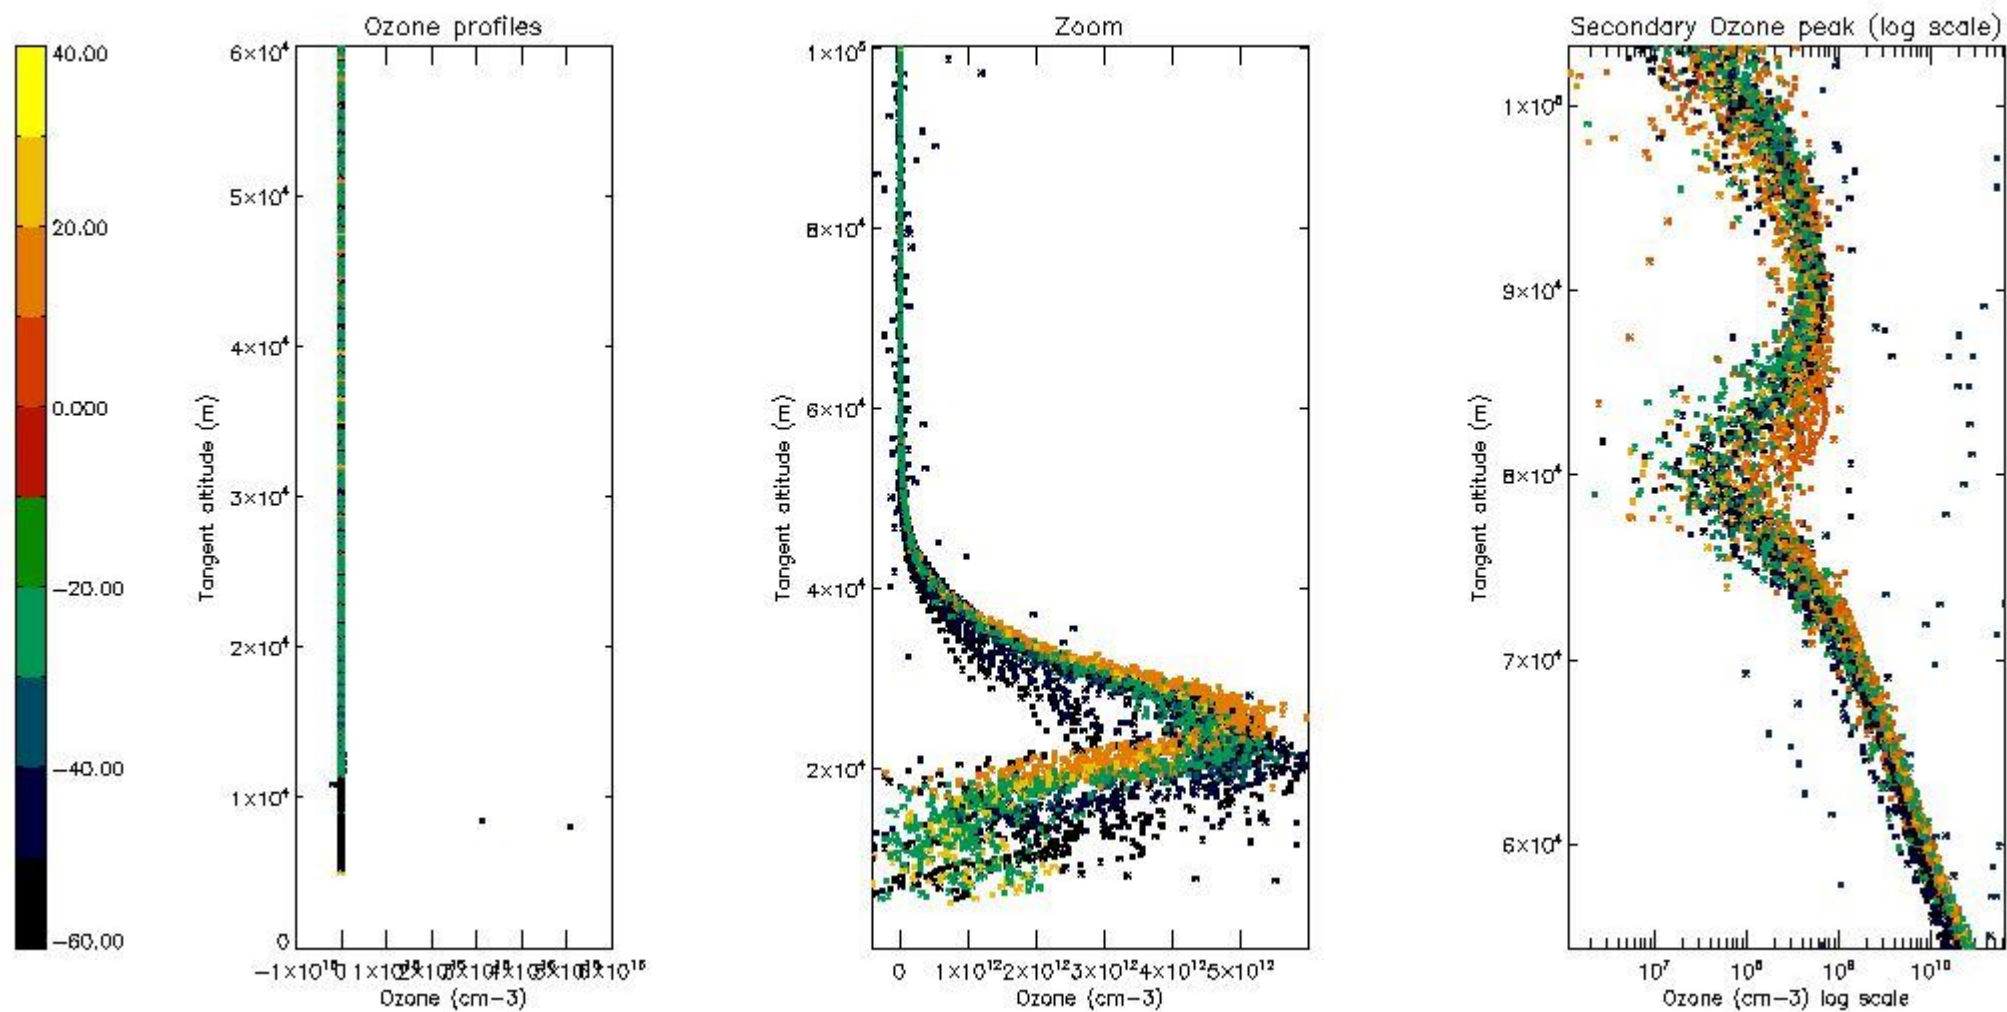 Ozone profiles
Zoom
Secondary Ozone peak (log scale)
40.00
20.00
0.000
−20.00
−40.00
−60.00
6×10⁴
5×10⁴
4×10⁴
3×10⁴
2×10⁴
1×10⁴
0
Tangent altitude (m)
Ozone (cm−3)
1×10⁵
8×10⁴
6×10⁴
4×10⁴
2×10⁴
Tangent altitude (m)
0 1×10¹² 2×10¹² 3×10¹² 4×10¹² 5×10¹²
Ozone (cm−3)
9×10⁴
8×10⁴
7×10⁴
6×10⁴
Tangent altitude (m)
10⁷ 10⁸ 10⁹ 10¹⁰
Ozone (cm−3) log scale